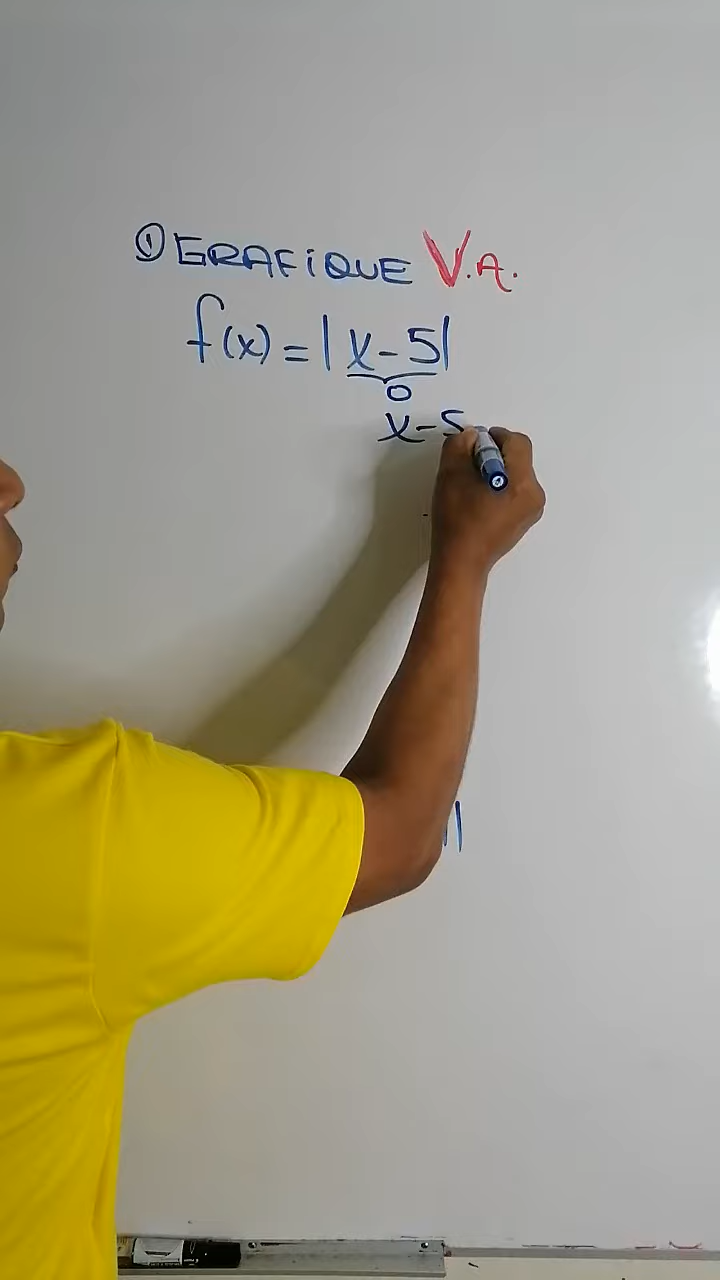 ① GRAFIQUE V.A.
f(x) = |x-5|
0
x-5